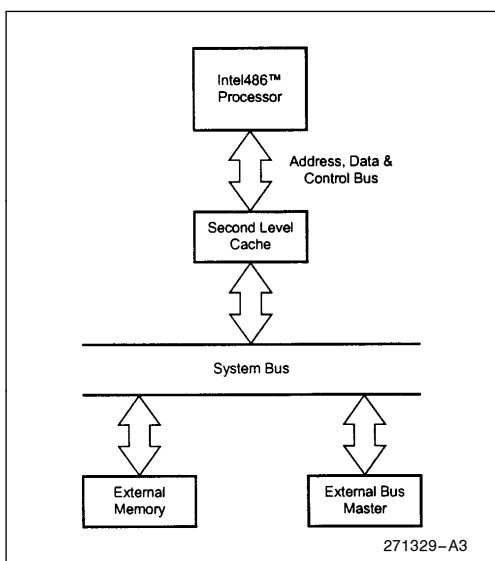 Intel486™
Processor
Address, Data &
Control Bus
Second Level
Cache
System Bus
External
Memory
External Bus
Master
271329–A3